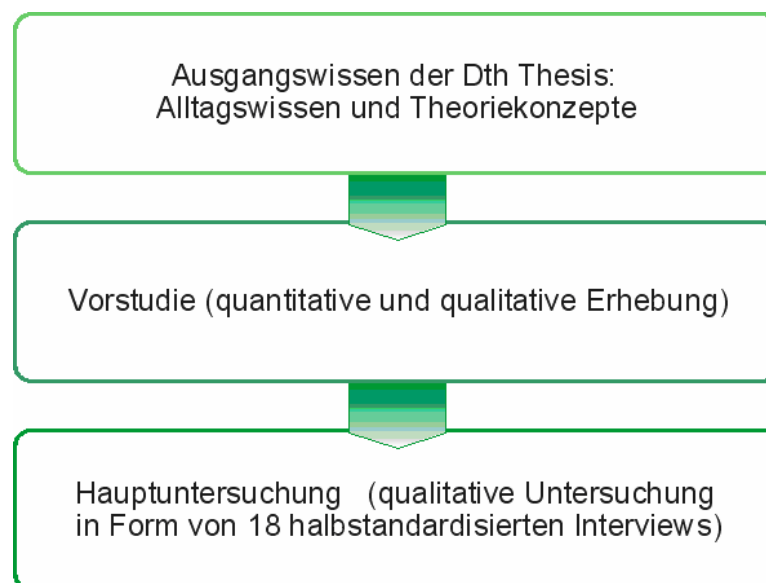 Ausgangswissen der Dth Thesis:
Alltagswissen und Theoriekonzepte
Vorstudie (quantitative und qualitative Erhebung)
Hauptuntersuchung (qualitative Untersuchung
in Form von 18 halbstandardisierten Interviews)